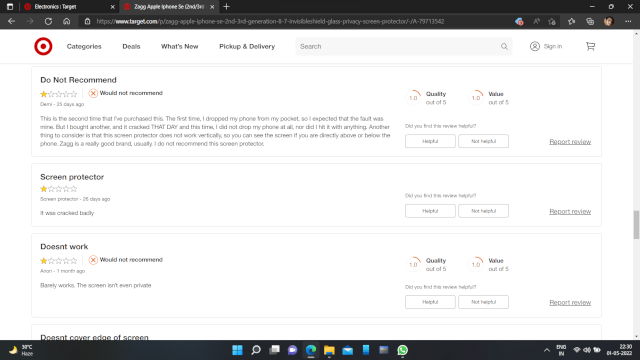 Electronics : Target
Zagg Apple Iphone Se (2nd/3rd
https://www.target.com/p/zagg-apple-iphone-se-2nd-3rd-generation-8-7-invisibleshield-glass-privacy-screen-protector/-/A-79713542
Categories Deals What's New Pickup & Delivery Search Sign in
Do Not Recommend
Would not recommend
Demi - 25 days ago
This is the second time that I've purchased this. The first time, I dropped my phone from my pocket, so I expected that the fault was
mine. But I bought another, and it cracked THAT DAY and this time, I did not drop my phone at all, nor did I hit it with anything. Another
thing to consider is that this screen protector does not work vertically, so you can see the screen if you are directly above or below the
phone. Zagg is a really good brand, usually. I do not recommend this screen protector.
1.0 Quality
out of 5
1.0 Value
out of 5
Did you find this review helpful?
Helpful Not helpful Report review
Screen protector
Screen protector - 26 days ago
It was cracked badly
Did you find this review helpful?
Helpful Not helpful Report review
Doesnt work
Would not recommend
Anon - 1 month ago
Barely works. The screen isn't even private
1.0 Quality
out of 5
1.0 Value
out of 5
Did you find this review helpful?
Helpful Not helpful Report review
Doesnt cover edge of screen
30°C
Haze
ENG
IN
22:30
01-05-2022